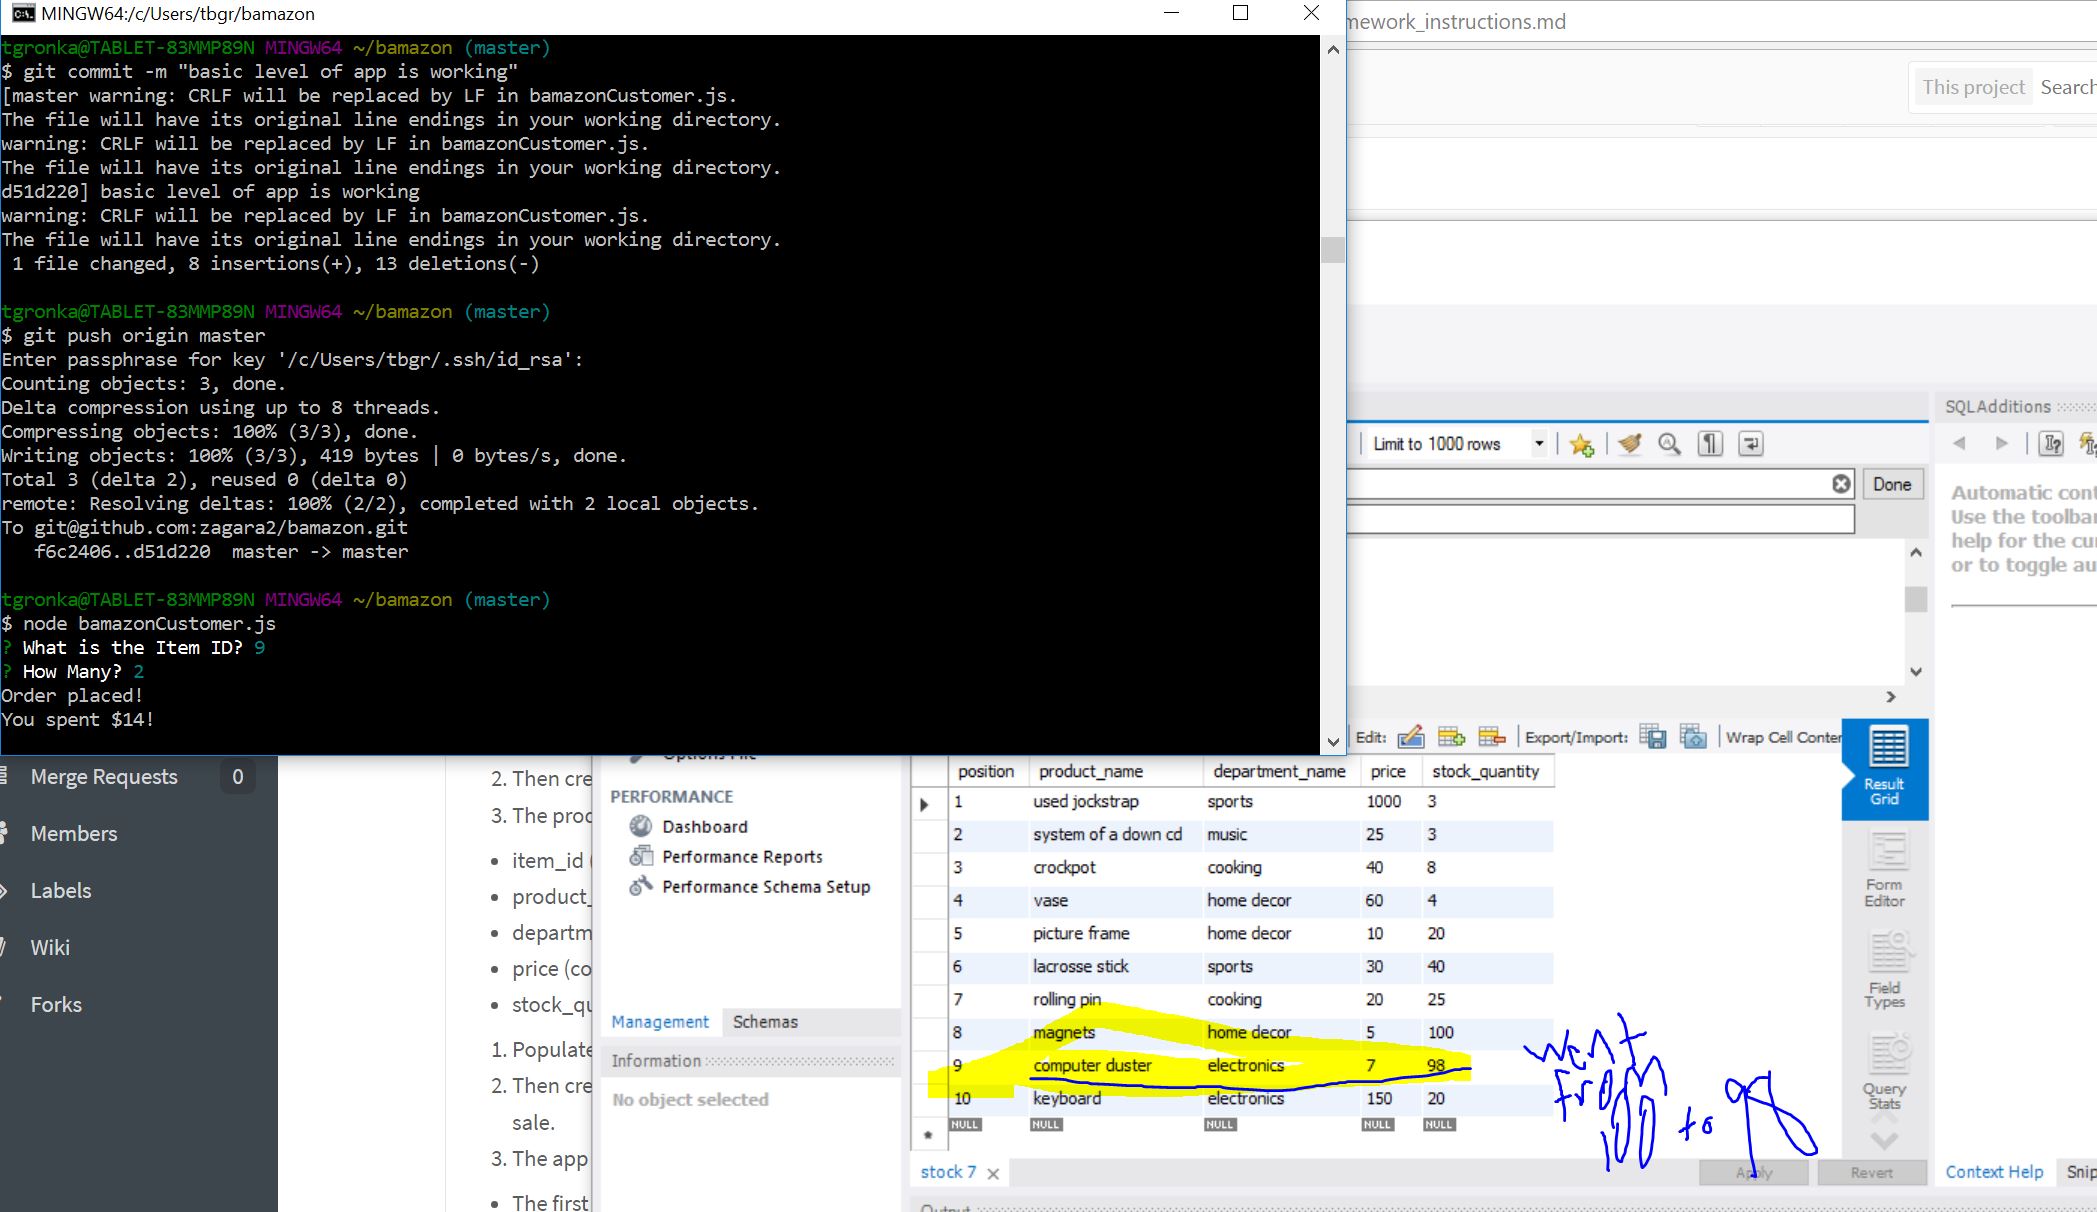 MINGW64:/c/Users/tbgr/bamazon
tgronka@TABLET-83MMP89N MINGW64 ~/bamazon (master)
$ git commit -m "basic level of app is working"
[master warning: CRLF will be replaced by LF in bamazonCustomer.js.
The file will have its original line endings in your working directory.
warning: CRLF will be replaced by LF in bamazonCustomer.js.
The file will have its original line endings in your working directory.
d51d220] basic level of app is working
warning: CRLF will be replaced by LF in bamazonCustomer.js.
The file will have its original line endings in your working directory.
1 file changed, 8 insertions(+), 13 deletions(-)
tgronka@TABLET-83MMP89N MINGW64 ~/bamazon (master)
$ git push origin master
Enter passphrase for key '/c/Users/tbgr/.ssh/id_rsa':
Counting objects: 3, done.
Delta compression using up to 8 threads.
Compressing objects: 100% (3/3), done.
Writing objects: 100% (3/3), 419 bytes | 0 bytes/s, done.
Total 3 (delta 2), reused 0 (delta 0)
remote: Resolving deltas: 100% (2/2), completed with 2 local objects.
To git@github.com:zagara2/bamazon.git
f6c2406..d51d220 master -> master
tgronka@TABLET-83MMP89N MINGW64 ~/bamazon (master)
$ node bamazonCustomer.js
? What is the Item ID? 9
? How Many? 2
Order placed!
You spent $14!
mework_instructions.md
This project Search
SQLAdditions
Limit to 1000 rows
Done
Automatic cont
Use the toolbar
help for the cu
or to toggle au
Merge Requests 0
Members
Labels
Wiki
Forks
2. Then cre
3. The prod
item_id (
product_
departm
price (co
stock_qu
1. Populate
2. Then cre
sale.
3. The app
The first
Options File
PERFORMANCE
Dashboard
Performance Reports
Performance Schema Setup
Management Schemas
Information
No object selected
Edit: Export/Import: Wrap Cell Conter
position product_name department_name price stock_quantity
1 used jockstrap sports 1000 3
2 system of a down cd music 25 3
3 crockpot cooking 40 8
4 vase home decor 60 4
5 picture frame home decor 10 20
6 lacrosse stick sports 30 40
7 rolling pin cooking 20 25
8 magnets home decor 5 100
9 computer duster electronics 7 98
10 keyboard electronics 150 20
NULL NULL NULL NULL NULL
went
from
100 to 98
Result
Grid
Form
Editor
Field
Types
Query
Stats
stock 7
Apply Revert
Context Help Snip
Output